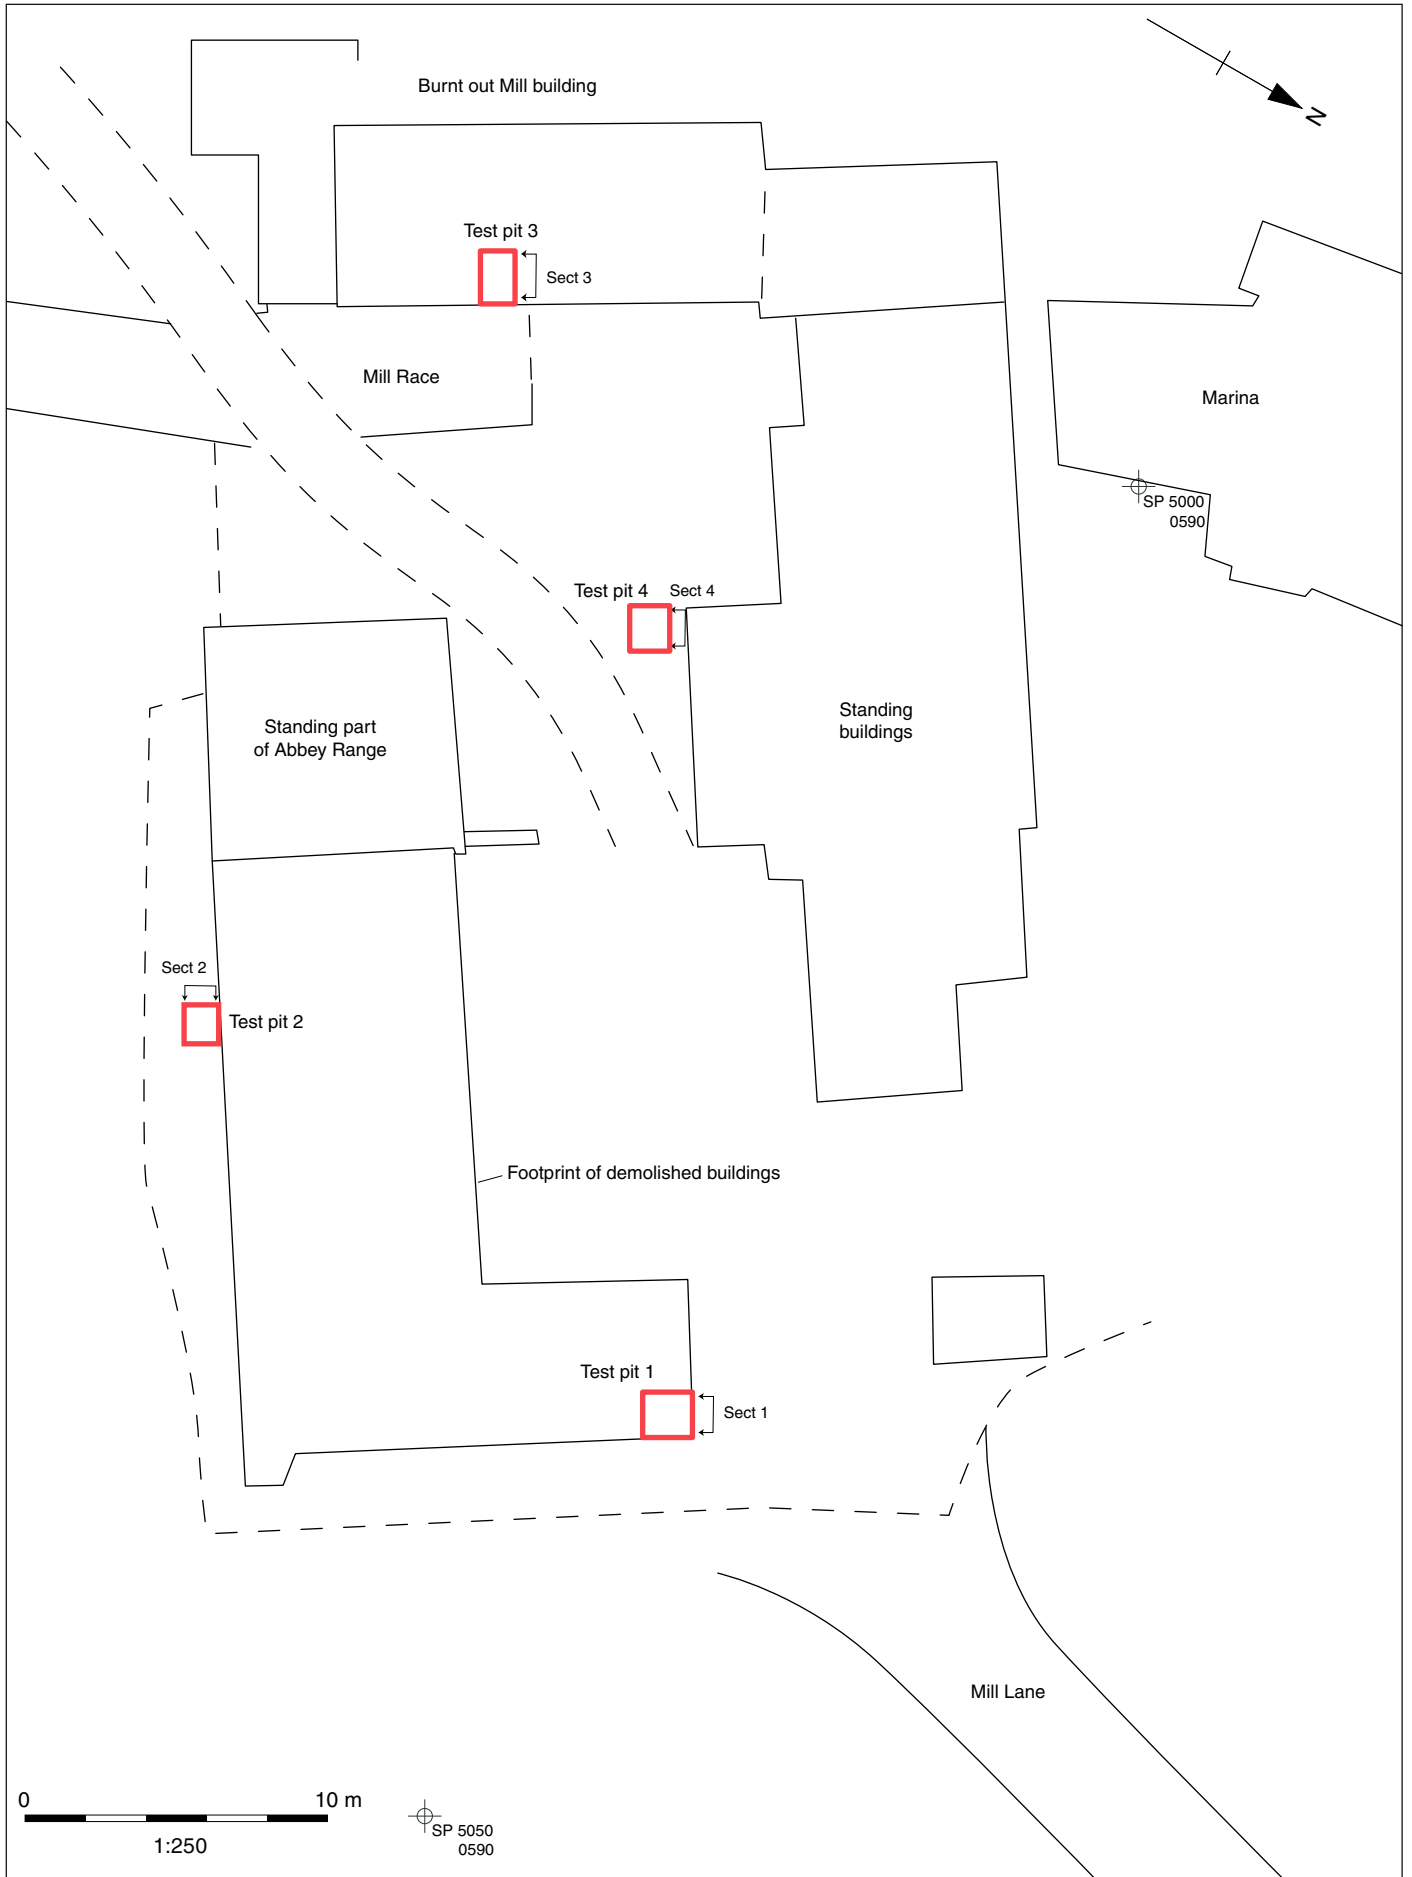 Burnt out Mill building
N
Test pit 3
Sect 3
Mill Race
Marina
SP 5000
0590
Test pit 4
Sect 4
Standing part
of Abbey Range
Standing
buildings
Sect 2
Test pit 2
Footprint of demolished buildings
Test pit 1
Sect 1
Mill Lane
0
10 m
1:250
SP 5050
0590